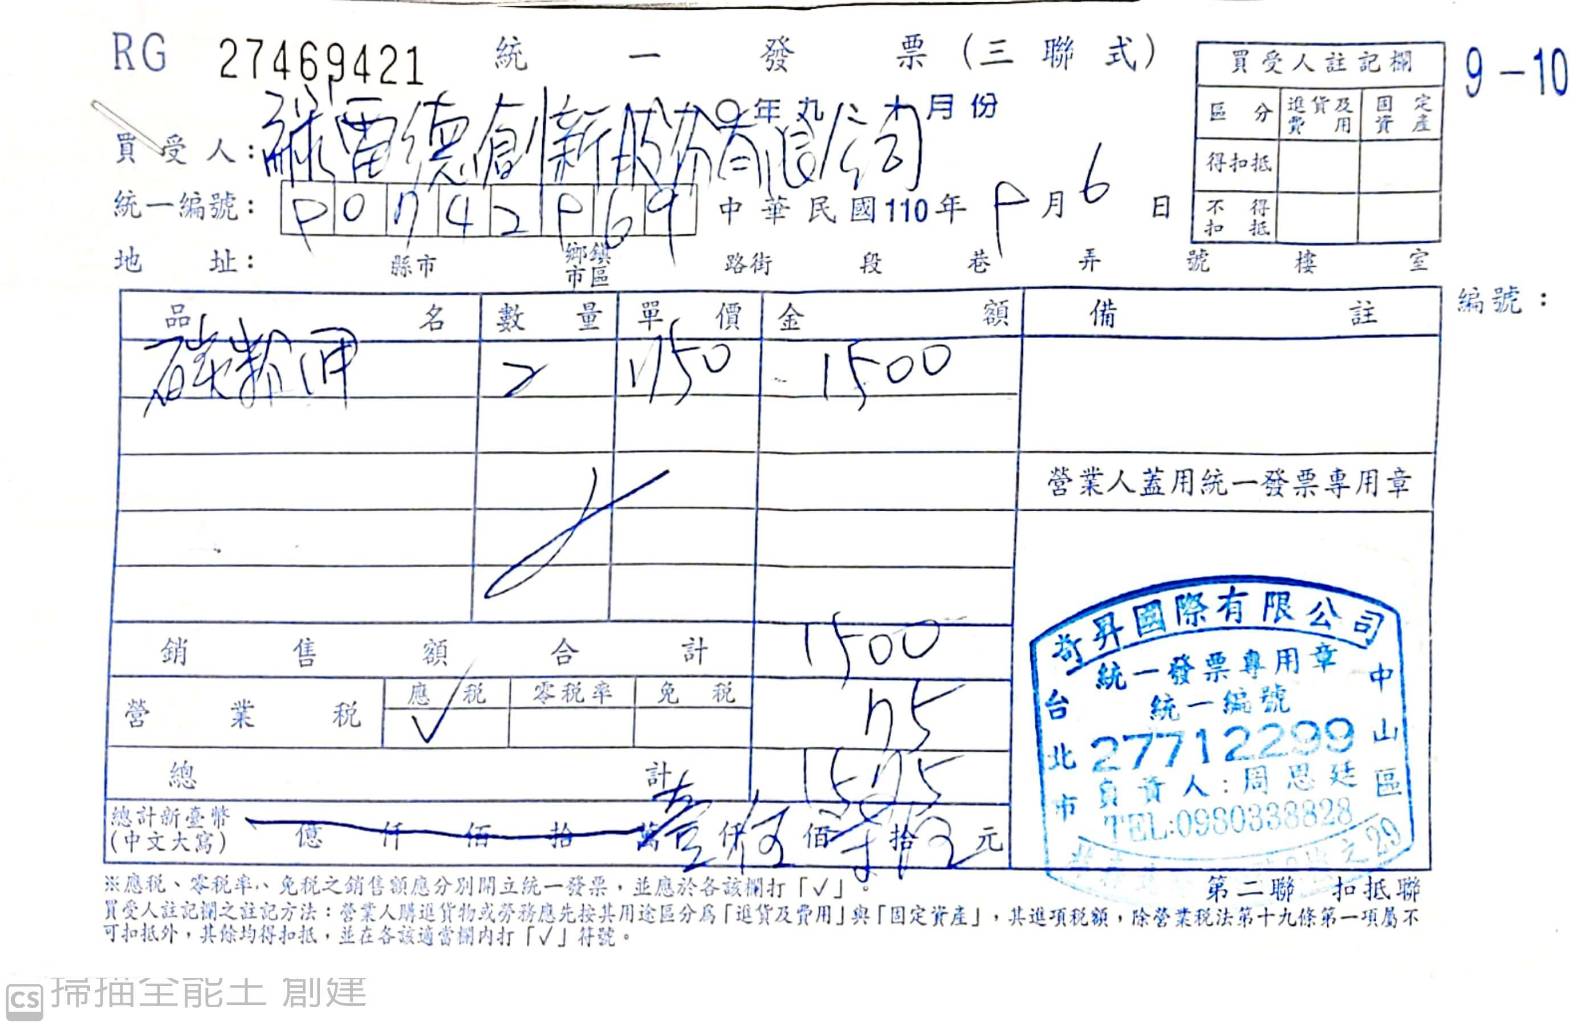 RG 27469421 統一發票(三聯式) 9-10
年九、十月份
買受人: 雷德創新股份有限公司
統一編號: 中華民國110年9月6日
地址: 縣市 鄉鎮市區 路街 段 巷 弄 號 樓 室
買受人註記欄
區分 進貨及費用 固定資產
得扣抵
不得扣抵
品名 數量 單價 金額 備註 編號:
碳粉匣 2 750 1500
營業人蓋用統一發票專用章
銷售額合計 1500
營業稅 應稅 ✓ 零稅率 免稅 75
總計 1575
總計新臺幣(中文大寫) 億仟佰拾萬壹仟伍佰柒拾伍元
奇昇國際有限公司
統一發票專用章
統一編號
27712299
負責人:周思廷
TEL:0980338828
台北市中山區
※應稅、零稅率、免稅之銷售額應分別開立統一發票,並應於各該欄打「✓」。
第二聯 扣抵聯
買受人註記欄之註記方法:營業人購進貨物或勞務應先按其用途區分為「進貨及費用」與「固定資產」,其進項稅額,除營業稅法第十九條第一項屬不
可扣抵外,其餘均得扣抵,並在各該適當欄內打「✓」符號。
CS 掃描全能王 創建